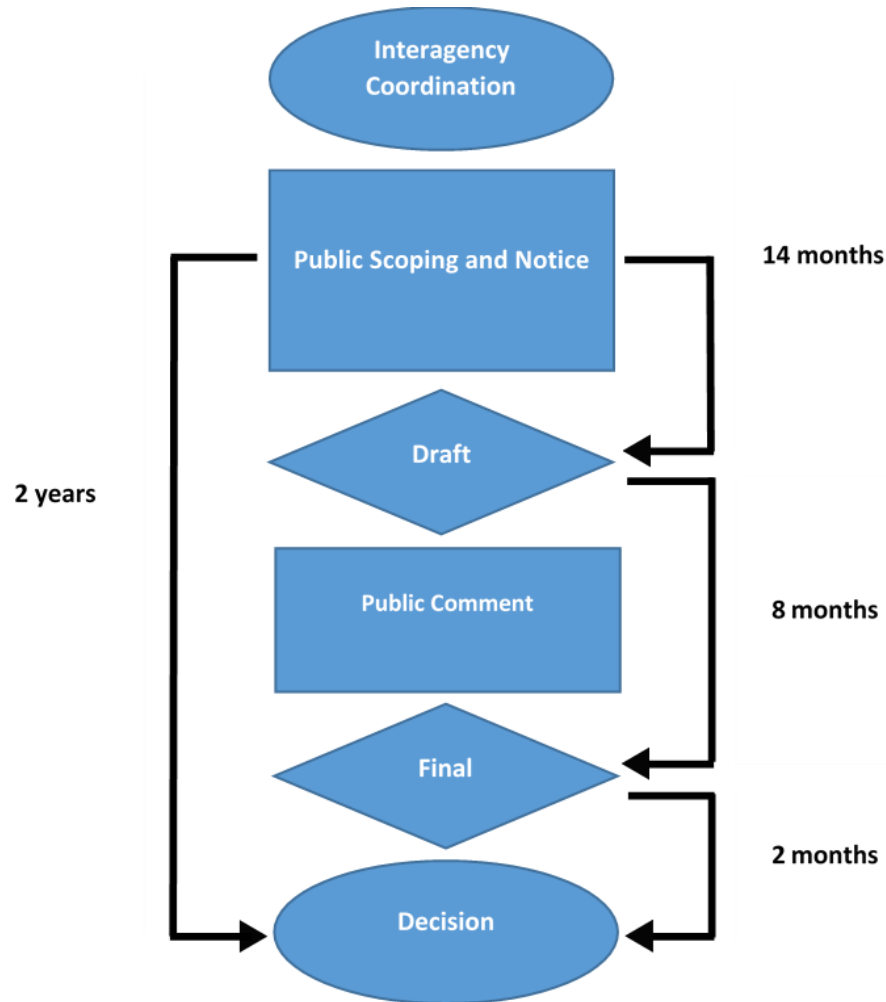 Interagency
Coordination
Public Scoping and Notice
14 months
Draft
2 years
Public Comment
8 months
Final
2 months
Decision